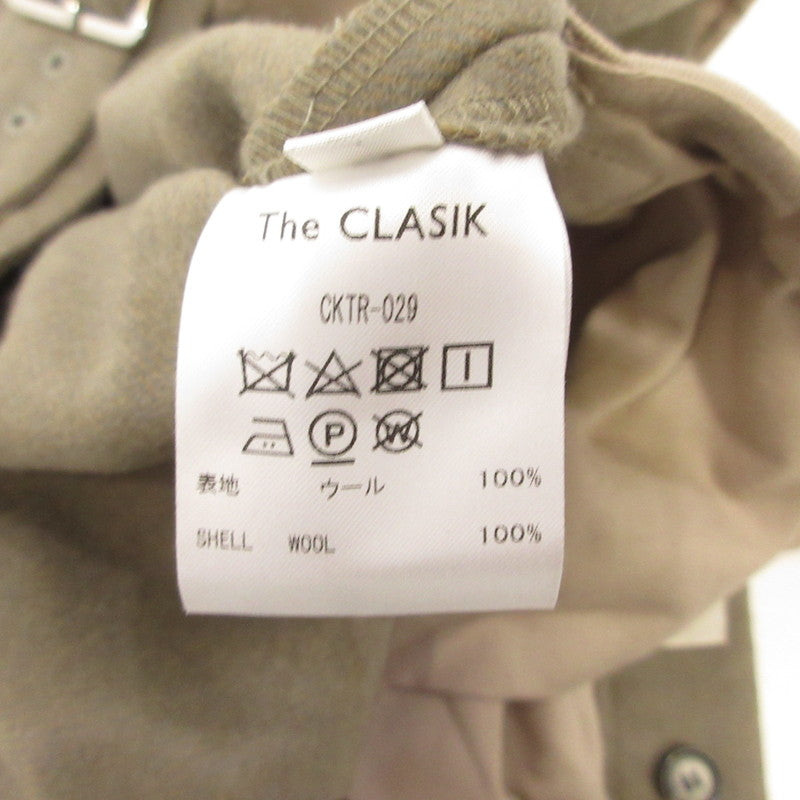 The CLASIK
CKTR-029
P W
表地 ウール 100%
SHELL WOOL 100%